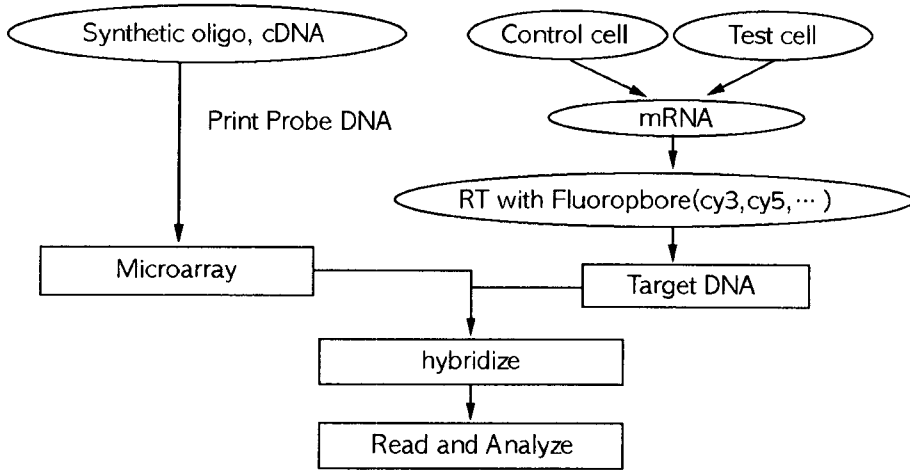 Synthetic oligo, cDNA
Control cell
Test cell
Print Probe DNA
mRNA
RT with Fluoropbore(cy3,cy5,⋯)
Microarray
Target DNA
hybridize
Read and Analyze